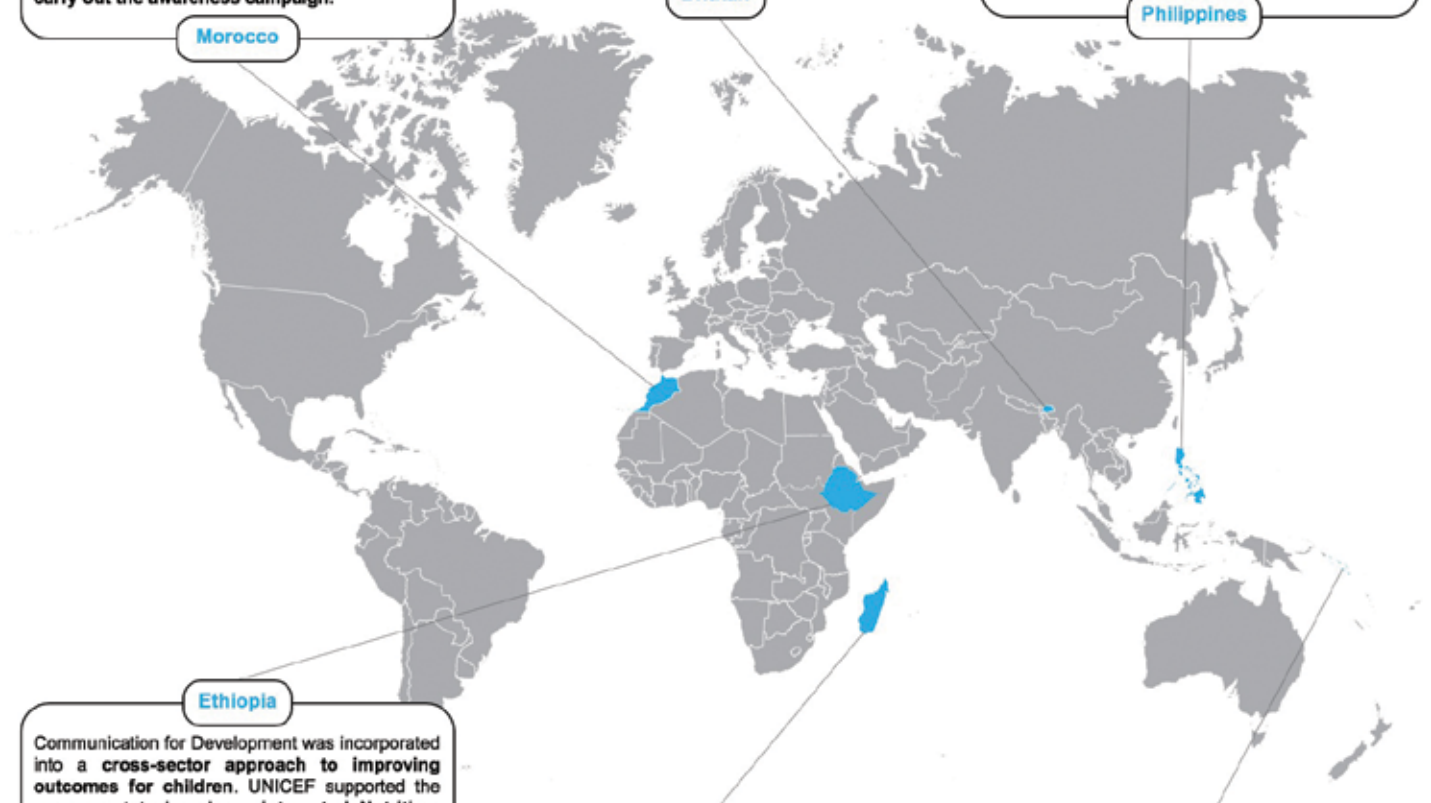 carry out the awareness campaign.
Morocco
Bhutan
Philippines
Ethiopia
Communication for Development was incorporated
into a cross-sector approach to improving
outcomes for children. UNICEF supported the